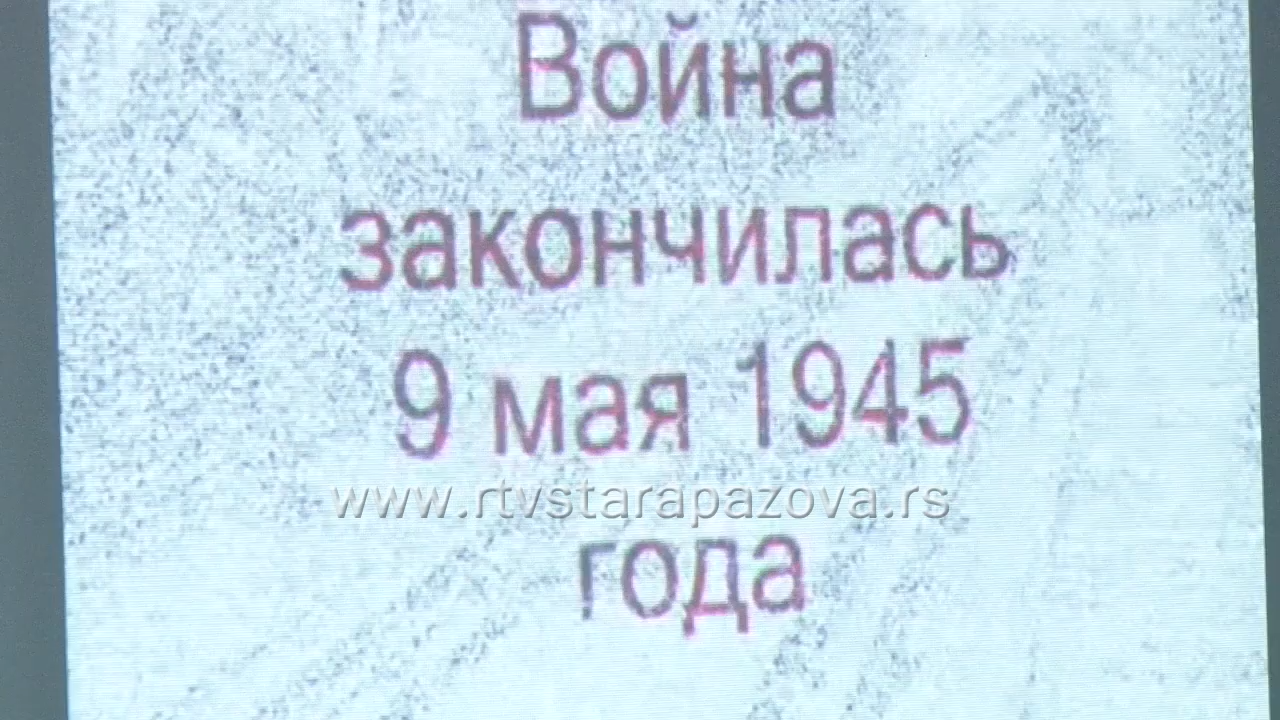 Война
закончилась
9 мая 1945
www.rtvstarapazova.rs
года